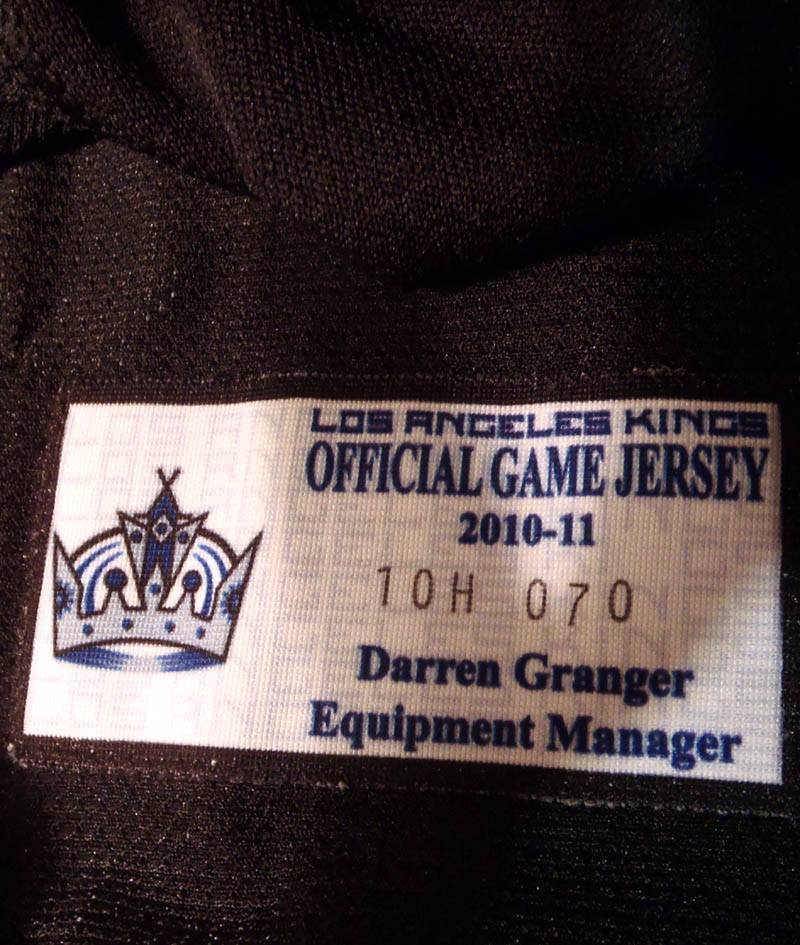 LOS ANGELES KINGS
OFFICIAL GAME JERSEY
2010-11
10H 070
Darren Granger
Equipment Manager